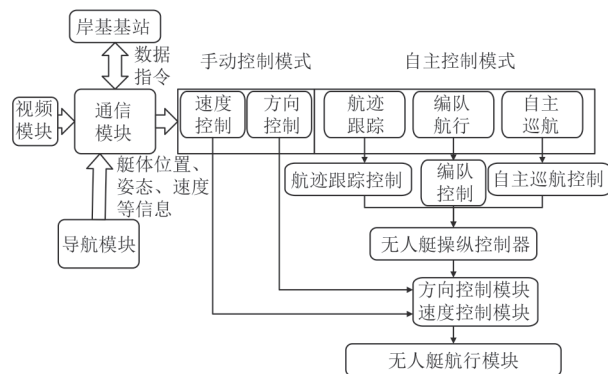 岸基基站
数据
指令
手动控制模式
自主控制模式
视频
模块
通信
模块
速度
控制
方向
控制
航迹
跟踪
编队
航行
自主
巡航
艇体位置、
姿态、速度
等信息
航迹跟踪控制
编队
控制
自主巡航控制
导航模块
无人艇操纵控制器
方向控制模块
速度控制模块
无人艇航行模块